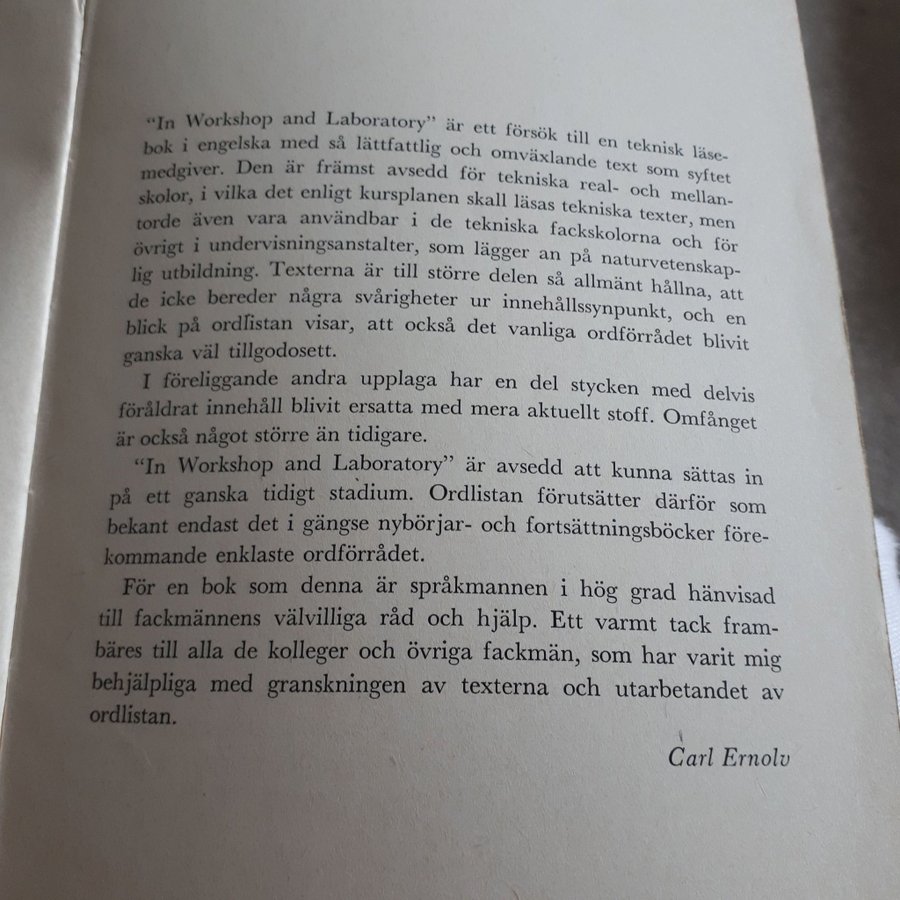 “In Workshop and Laboratory” är ett försök till en teknisk läse-
bok i engelska med så lättfattlig och omväxlande text som syftet
medgiver. Den är främst avsedd för tekniska real- och mellan-
skolor, i vilka det enligt kursplanen skall läsas tekniska texter, men
torde även vara användbar i de tekniska fackskolorna och för
övrigt i undervisningsanstalter, som lägger an på naturvetenskap-
lig utbildning. Texterna är till större delen så allmänt hållna, att
de icke bereder några svårigheter ur innehållssynpunkt, och en
blick på ordlistan visar, att också det vanliga ordförrådet blivit
ganska väl tillgodosett.
I föreliggande andra upplaga har en del stycken med delvis
föråldrat innehåll blivit ersatta med mera aktuellt stoff. Omfånget
är också något större än tidigare.
“In Workshop and Laboratory” är avsedd att kunna sättas in
på ett ganska tidigt stadium. Ordlistan förutsätter därför som
bekant endast det i gängse nybörjar- och fortsättningsböcker före-
kommande enklaste ordförrådet.
För en bok som denna är språkmannen i hög grad hänvisad
till fackmännens välvilliga råd och hjälp. Ett varmt tack fram-
bäres till alla de kolleger och övriga fackmän, som har varit mig
behjälpliga med granskningen av texterna och utarbetandet av
ordlistan.
Carl Ernolv